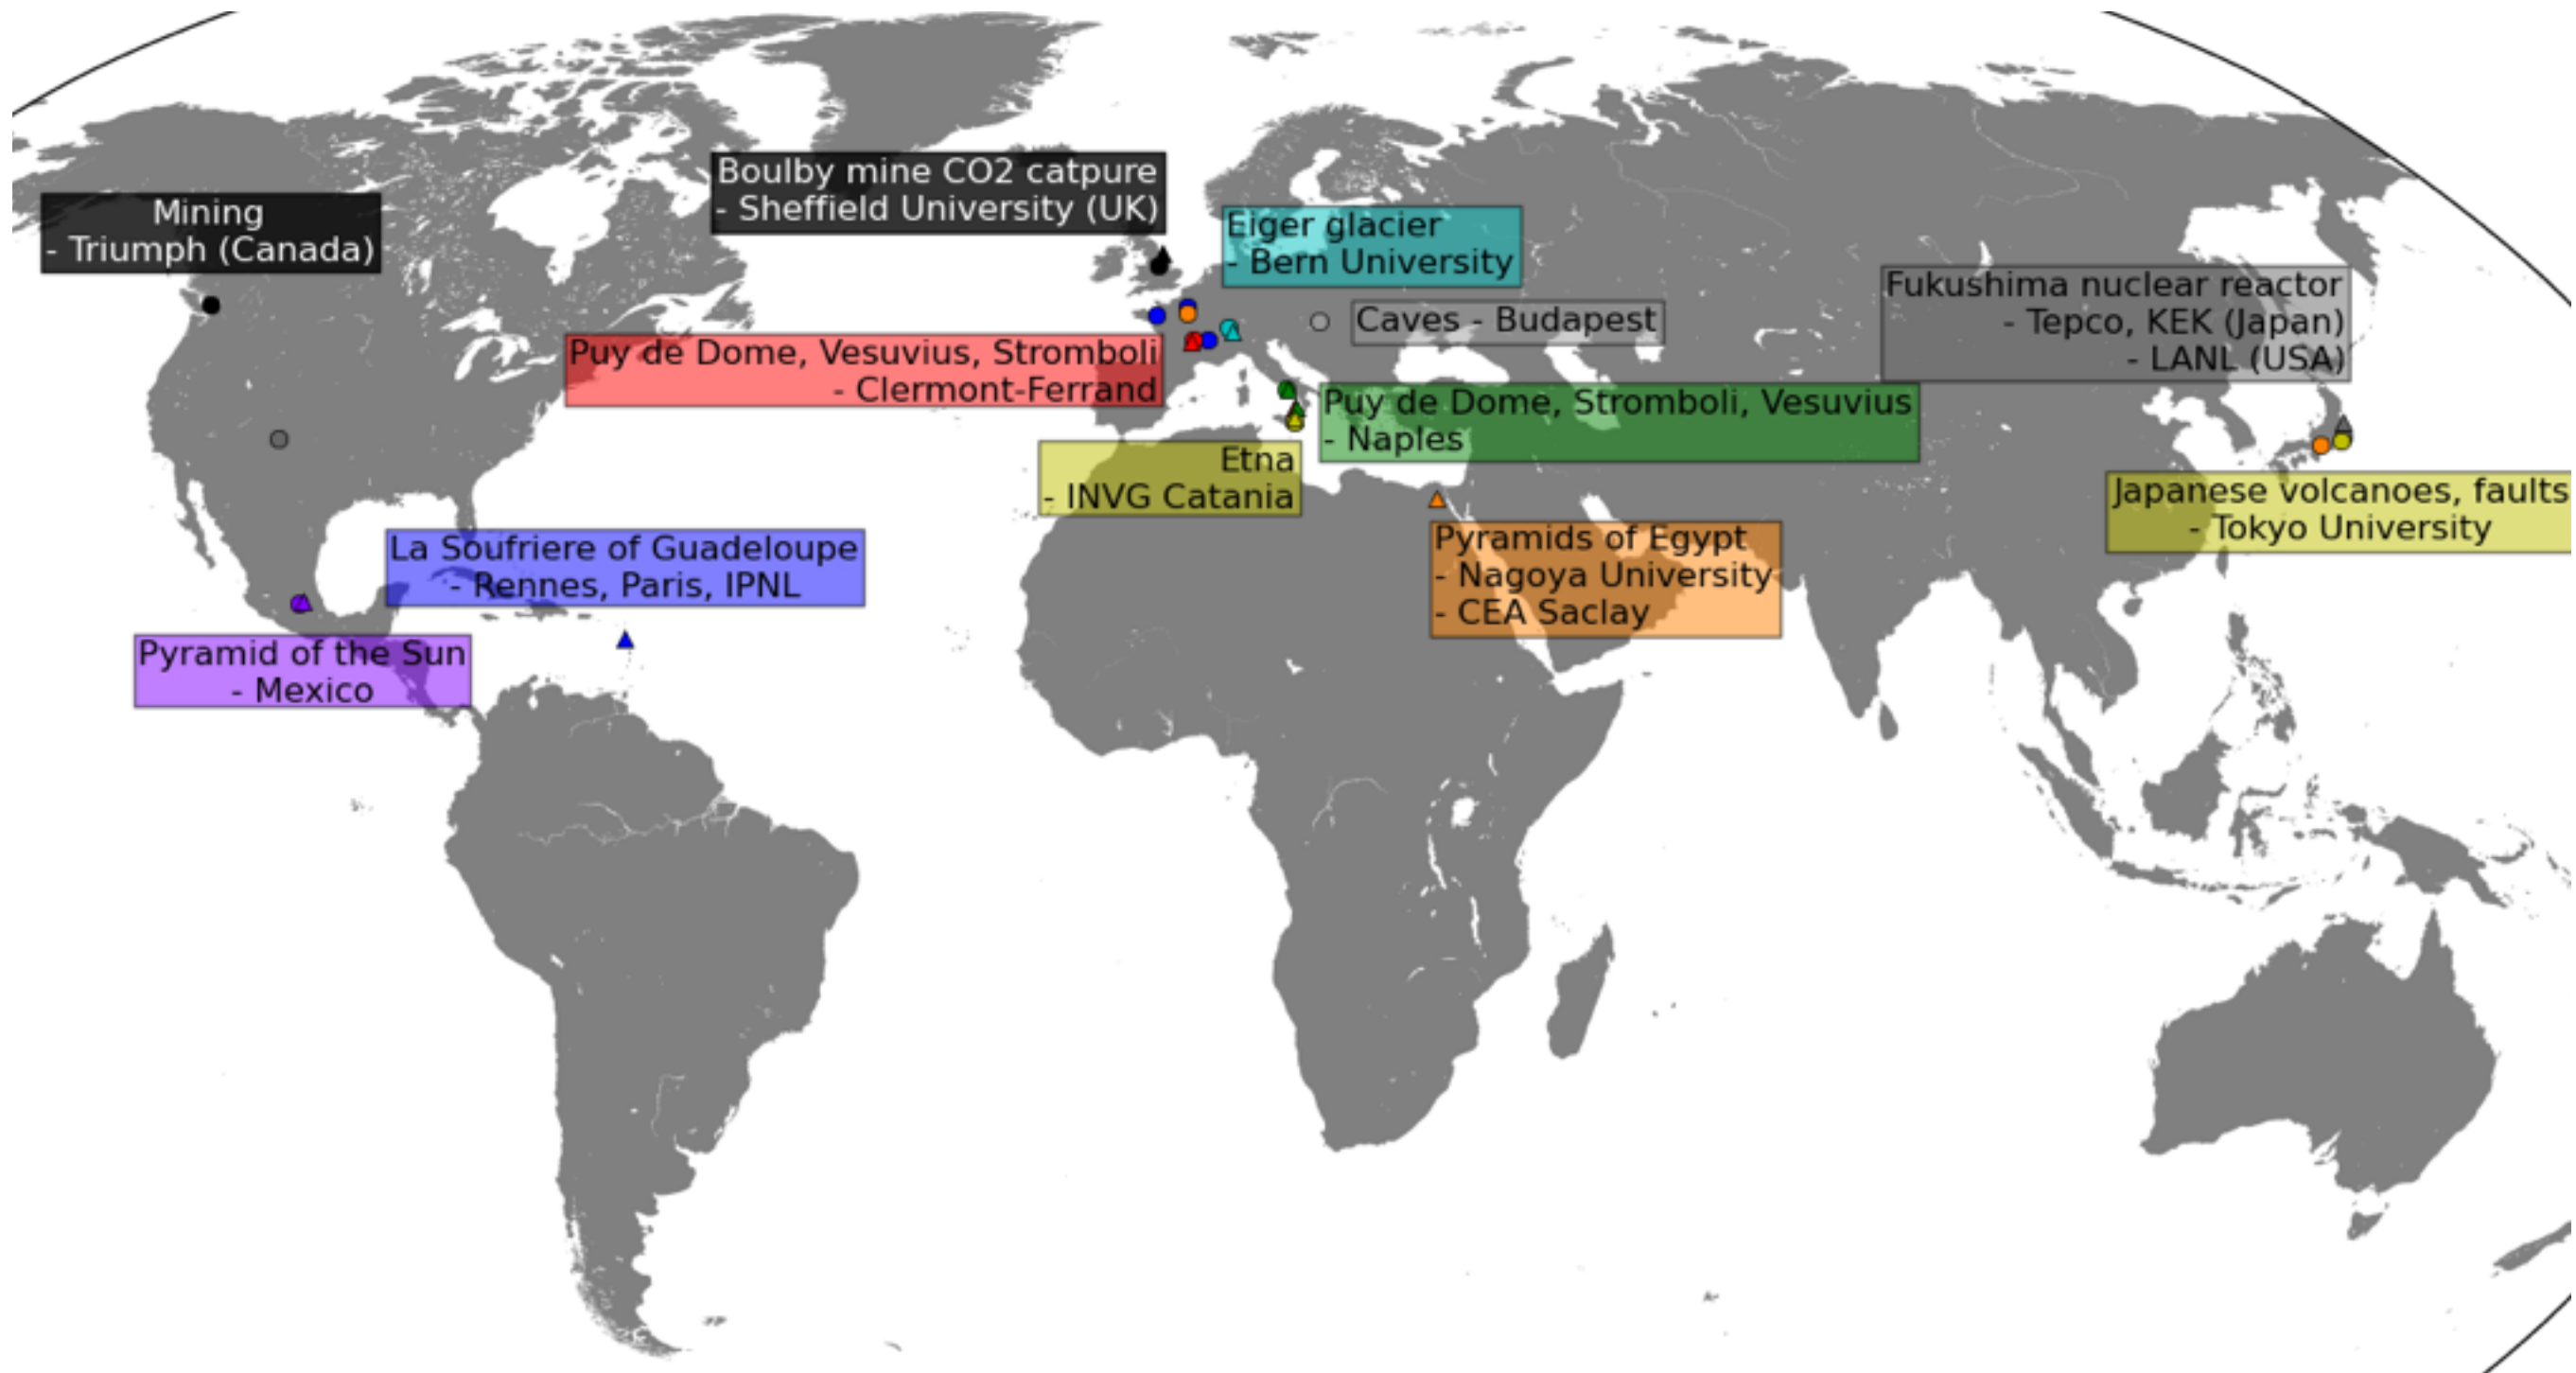 Boulby mine CO2 catpure
- Sheffield University (UK)
Mining
- Triumph (Canada)
Eiger glacier
- Bern University
Fukushima nuclear reactor
- Tepco, KEK (Japan)
- LANL (USA)
Caves - Budapest
Puy de Dome, Vesuvius, Stromboli
- Clermont-Ferrand
Puy de Dome, Stromboli, Vesuvius
- Naples
Etna
- INVG Catania
Japanese volcanoes, faults
- Tokyo University
Pyramids of Egypt
- Nagoya University
- CEA Saclay
La Soufriere of Guadeloupe
- Rennes, Paris, IPNL
Pyramid of the Sun
- Mexico